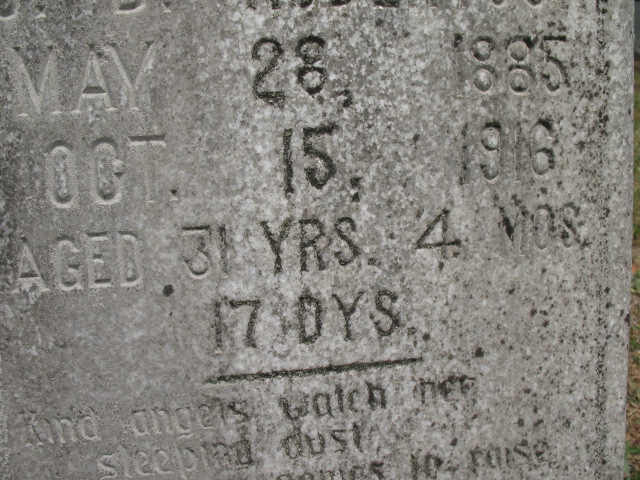 MAY 28, 1885
OCT. 15, 1916
AGED 31 YRS. 4 MOS.
17 DYS.
Kind angels watch her
sleeping dust
comes to raise